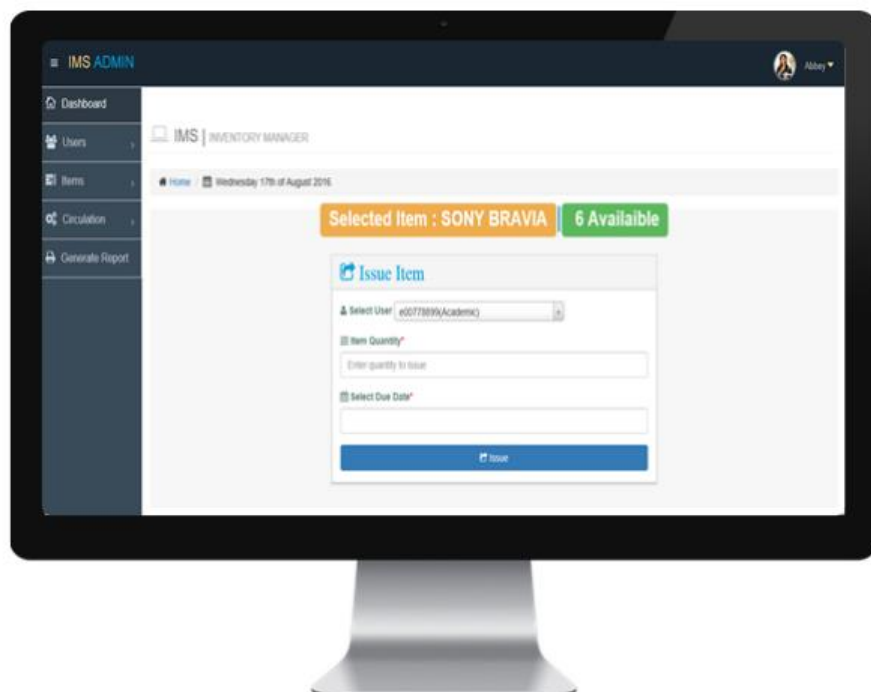 IMS ADMIN
Abbey
Dashboard
Users
Items
Circulation
Generate Report
IMS | INVENTORY MANAGER
Home / Wednesday 17th of August 2016.
Selected Item : SONY BRAVIA
6 Availaible
Issue Item
Select User e00778899(Academic)
Item Quantity*
Enter quantity to issue
Select Due Date*
Issue